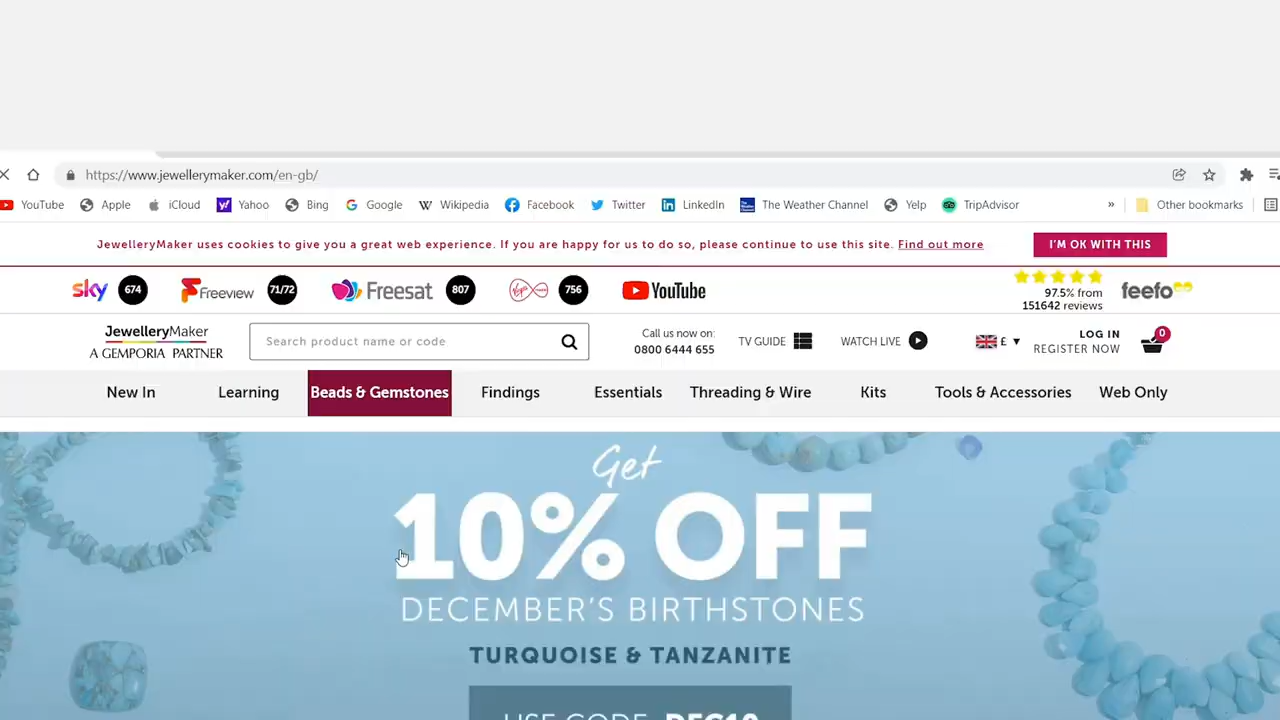 https://www.jewellerymaker.com/en-gb/
YouTube Apple iCloud Yahoo Bing Google Wikipedia Facebook Twitter LinkedIn The Weather Channel Yelp TripAdvisor » Other bookmarks
JewelleryMaker uses cookies to give you a great web experience. If you are happy for us to do so, please continue to use this site. Find out more I'M OK WITH THIS
sky 674 Freeview 71/72 Freesat 807 Virgin 756 YouTube
97.5% from
151642 reviews
feefo
JewelleryMaker
A GEMPORIA PARTNER
Search product name or code
Call us now on:
0800 6444 655
TV GUIDE
WATCH LIVE
£
LOG IN
REGISTER NOW
0
New In Learning Beads & Gemstones Findings Essentials Threading & Wire Kits Tools & Accessories Web Only
Get
10% OFF
DECEMBER'S BIRTHSTONES
TURQUOISE & TANZANITE
USE CODE DEC10